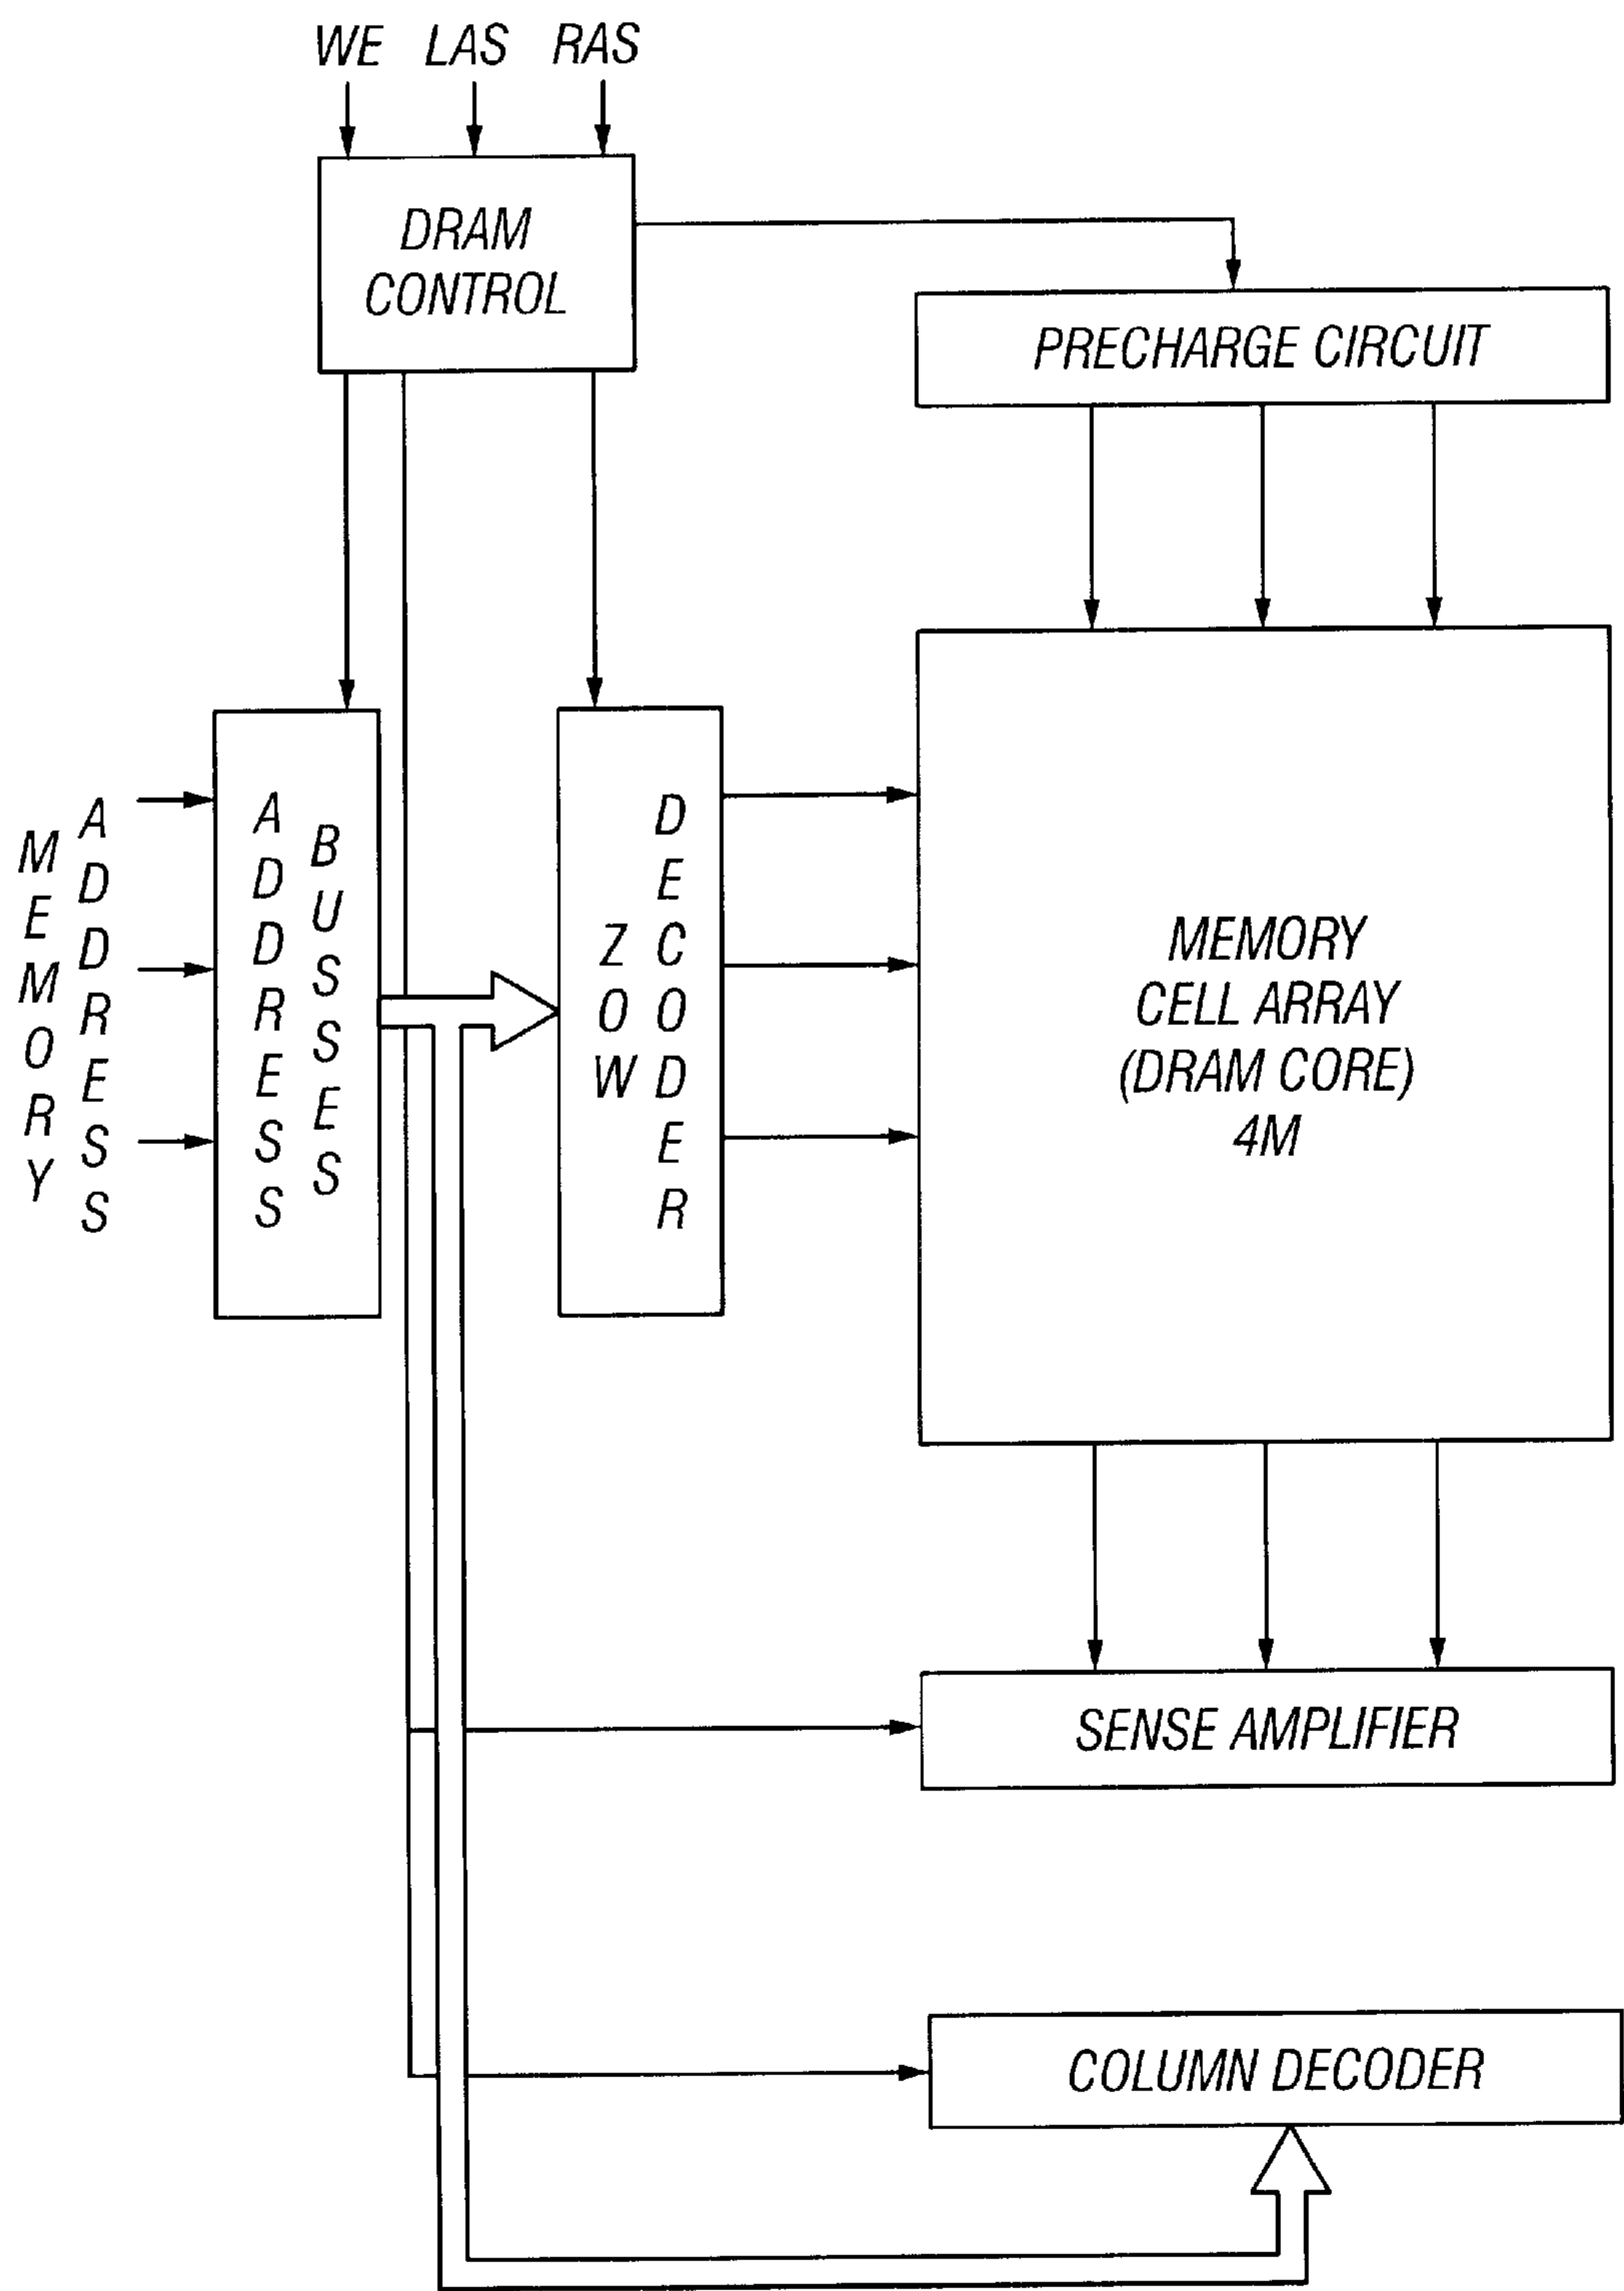 WE LAS RAS
DRAM
CONTROL
PRECHARGE CIRCUIT
MEMORY
ADDRESS
ADDRESS
BUSSES
ZOW
DECODER
MEMORY
CELL ARRAY
(DRAM CORE)
4M
SENSE AMPLIFIER
COLUMN DECODER